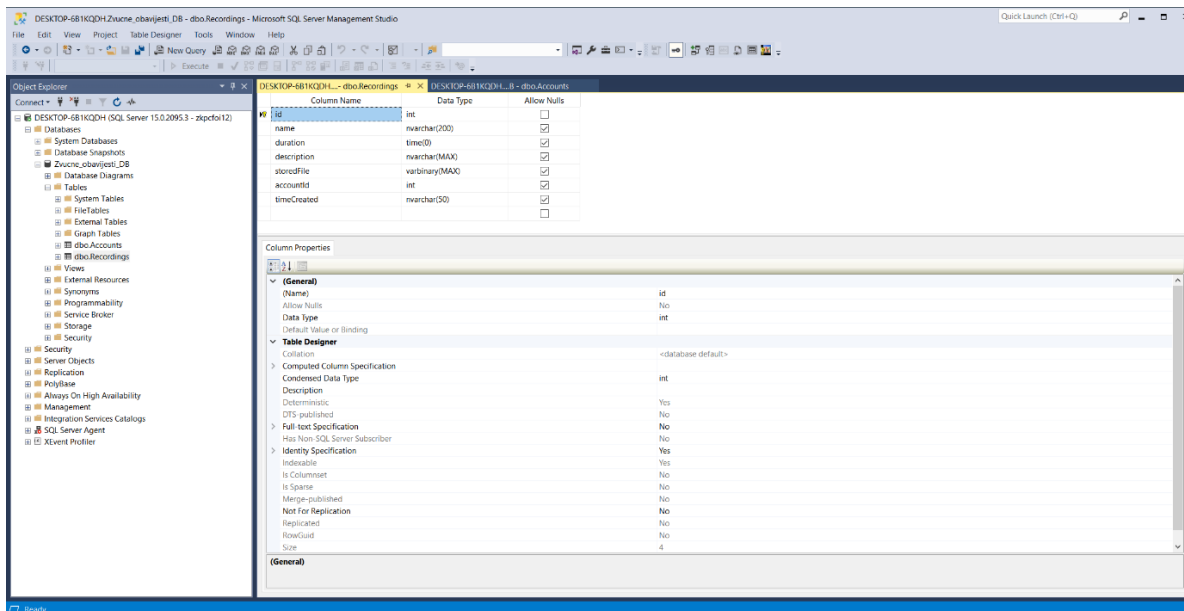 DESKTOP-6B1KQDH.Zvucne_obavijesti_DB - dbo.Recordings - Microsoft SQL Server Management Studio
Quick Launch (Ctrl+Q)
File Edit View Project Table Designer Tools Window Help
New Query
Execute
Object Explorer
Connect
DESKTOP-6B1KQDH (SQL Server 15.0.2095.3 - zkpcfoi12)
Databases
System Databases
Database Snapshots
Zvucne_obavijesti_DB
Database Diagrams
Tables
System Tables
FileTables
External Tables
Graph Tables
dbo.Accounts
dbo.Recordings
Views
External Resources
Synonyms
Programmability
Service Broker
Storage
Security
Security
Server Objects
Replication
PolyBase
Always On High Availability
Management
Integration Services Catalogs
SQL Server Agent
XEvent Profiler
DESKTOP-6B1KQDH....- dbo.Recordings DESKTOP-6B1KQDH....B - dbo.Accounts
Column Name Data Type Allow Nulls
id int
name nvarchar(200)
duration time(0)
description nvarchar(MAX)
storedFile varbinary(MAX)
accountId int
timeCreated nvarchar(50)
Column Properties
(General)
(Name) id
Allow Nulls No
Data Type int
Default Value or Binding
Table Designer
Collation <database default>
Computed Column Specification
Condensed Data Type int
Description
Deterministic Yes
DTS-published No
Full-text Specification No
Has Non-SQL Server Subscriber No
Identity Specification Yes
Indexable Yes
Is Columnset No
Is Sparse No
Merge-published No
Not For Replication No
Replicated No
RowGuid No
Size 4
(General)
Ready